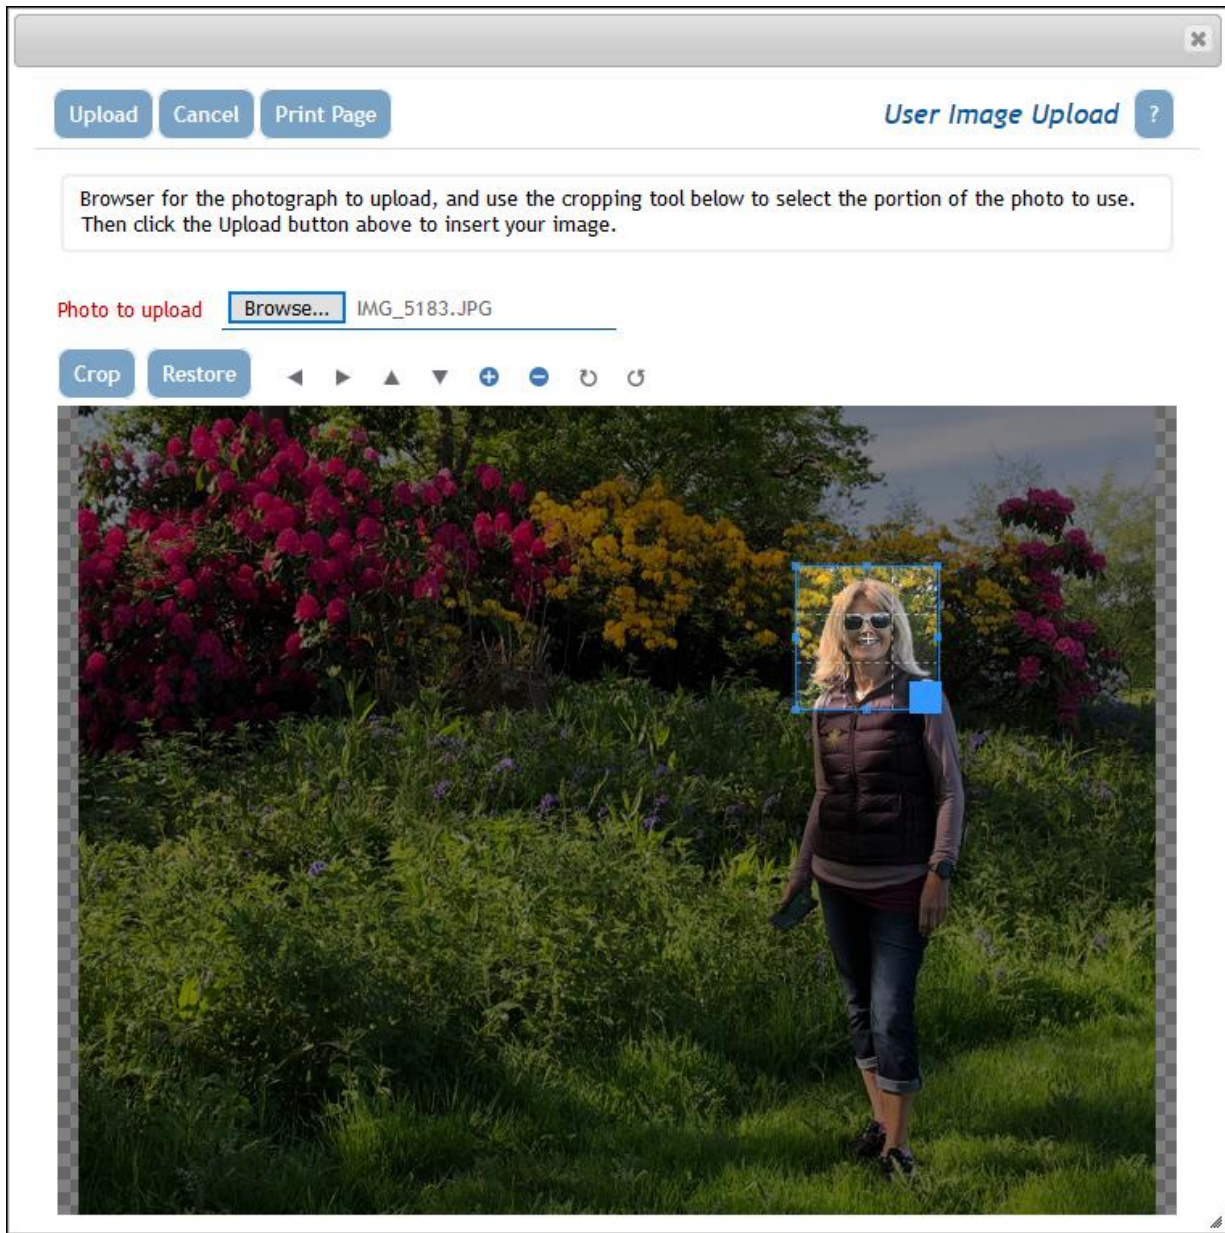 Upload Cancel Print Page User Image Upload ?
Browser for the photograph to upload, and use the cropping tool below to select the portion of the photo to use.
Then click the Upload button above to insert your image.
Photo to upload Browse... IMG_5183.JPG
Crop Restore